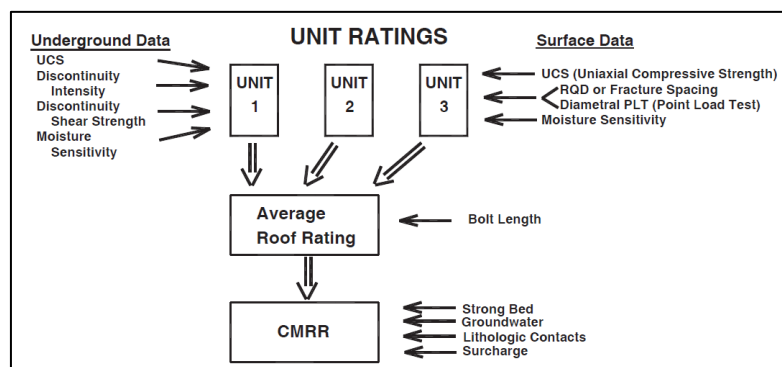 UNIT RATINGS
Underground Data
UCS
Discontinuity
Intensity
Discontinuity
Shear Strength
Moisture
Sensitivity
UNIT
1
UNIT
2
UNIT
3
Surface Data
UCS (Uniaxial Compressive Strength)
RQD or Fracture Spacing
Diametral PLT (Point Load Test)
Moisture Sensitivity
Average
Roof Rating
Bolt Length
CMRR
Strong Bed
Groundwater
Lithologic Contacts
Surcharge